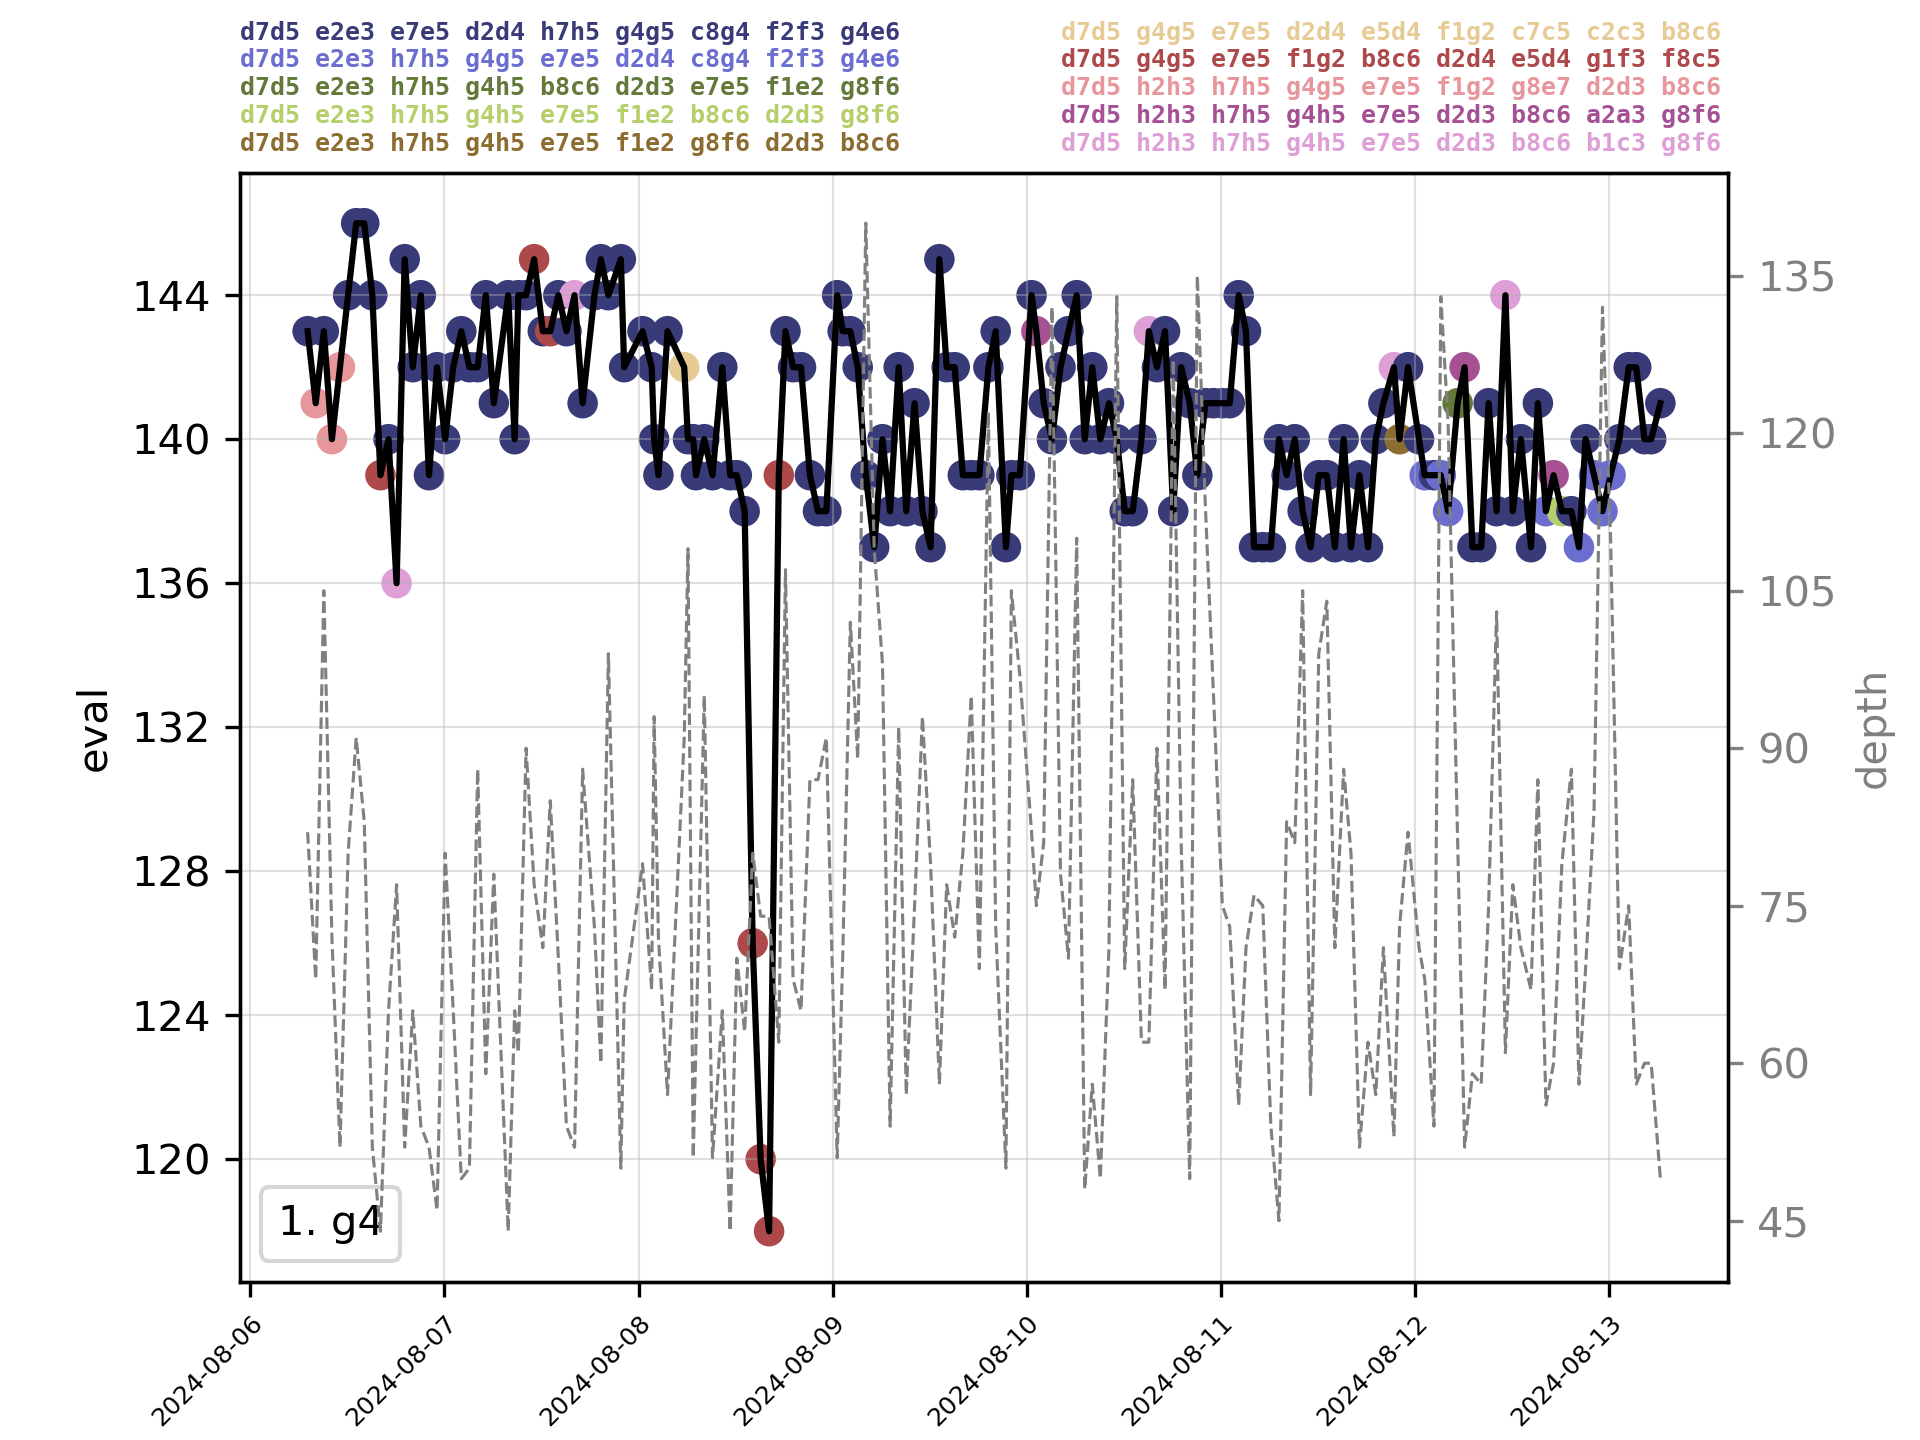 d7d5 e2e3 e7e5 d2d4 h7h5 g4g5 c8g4 f2f3 g4e6
d7d5 e2e3 h7h5 g4g5 e7e5 d2d4 c8g4 f2f3 g4e6
d7d5 e2e3 h7h5 g4h5 b8c6 d2d3 e7e5 f1e2 g8f6
d7d5 e2e3 h7h5 g4h5 e7e5 f1e2 b8c6 d2d3 g8f6
d7d5 e2e3 h7h5 g4h5 e7e5 f1e2 g8f6 d2d3 b8c6
d7d5 g4g5 e7e5 d2d4 e5d4 f1g2 c7c5 c2c3 b8c6
d7d5 g4g5 e7e5 f1g2 b8c6 d2d4 e5d4 g1f3 f8c5
d7d5 h2h3 h7h5 g4g5 e7e5 f1g2 g8e7 d2d3 b8c6
d7d5 h2h3 h7h5 g4h5 e7e5 d2d3 b8c6 a2a3 g8f6
d7d5 h2h3 h7h5 g4h5 e7e5 d2d3 b8c6 b1c3 g8f6
144
140
136
132
128
124
120
eval
135
120
105
90
75
60
45
depth
1. g4
2024-08-06
2024-08-07
2024-08-08
2024-08-09
2024-08-10
2024-08-11
2024-08-12
2024-08-13